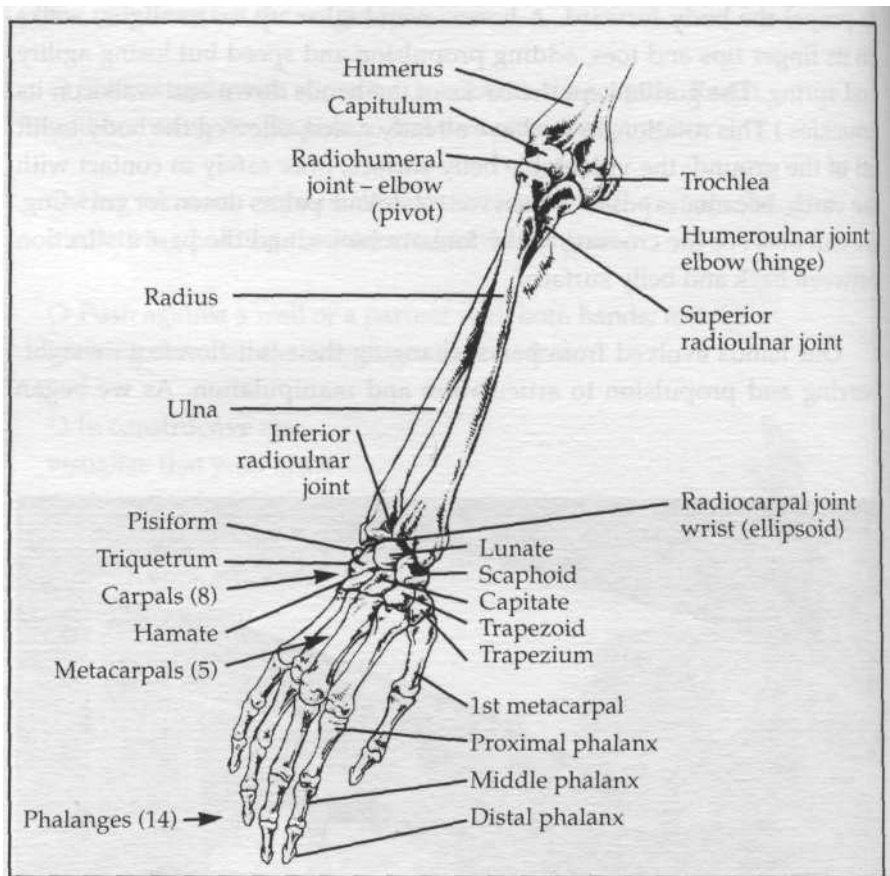 Humerus
Capitulum
Radiohumeral
joint – elbow
(pivot)
Trochlea
Humeroulnar joint
elbow (hinge)
Radius
Superior
radioulnar joint
Ulna
Inferior
radioulnar
joint
Radiocarpal joint
wrist (ellipsoid)
Pisiform
Triquetrum
Carpals (8)
Hamate
Metacarpals (5)
Lunate
Scaphoid
Capitate
Trapezoid
Trapezium
1st metacarpal
Proximal phalanx
Middle phalanx
Distal phalanx
Phalanges (14)